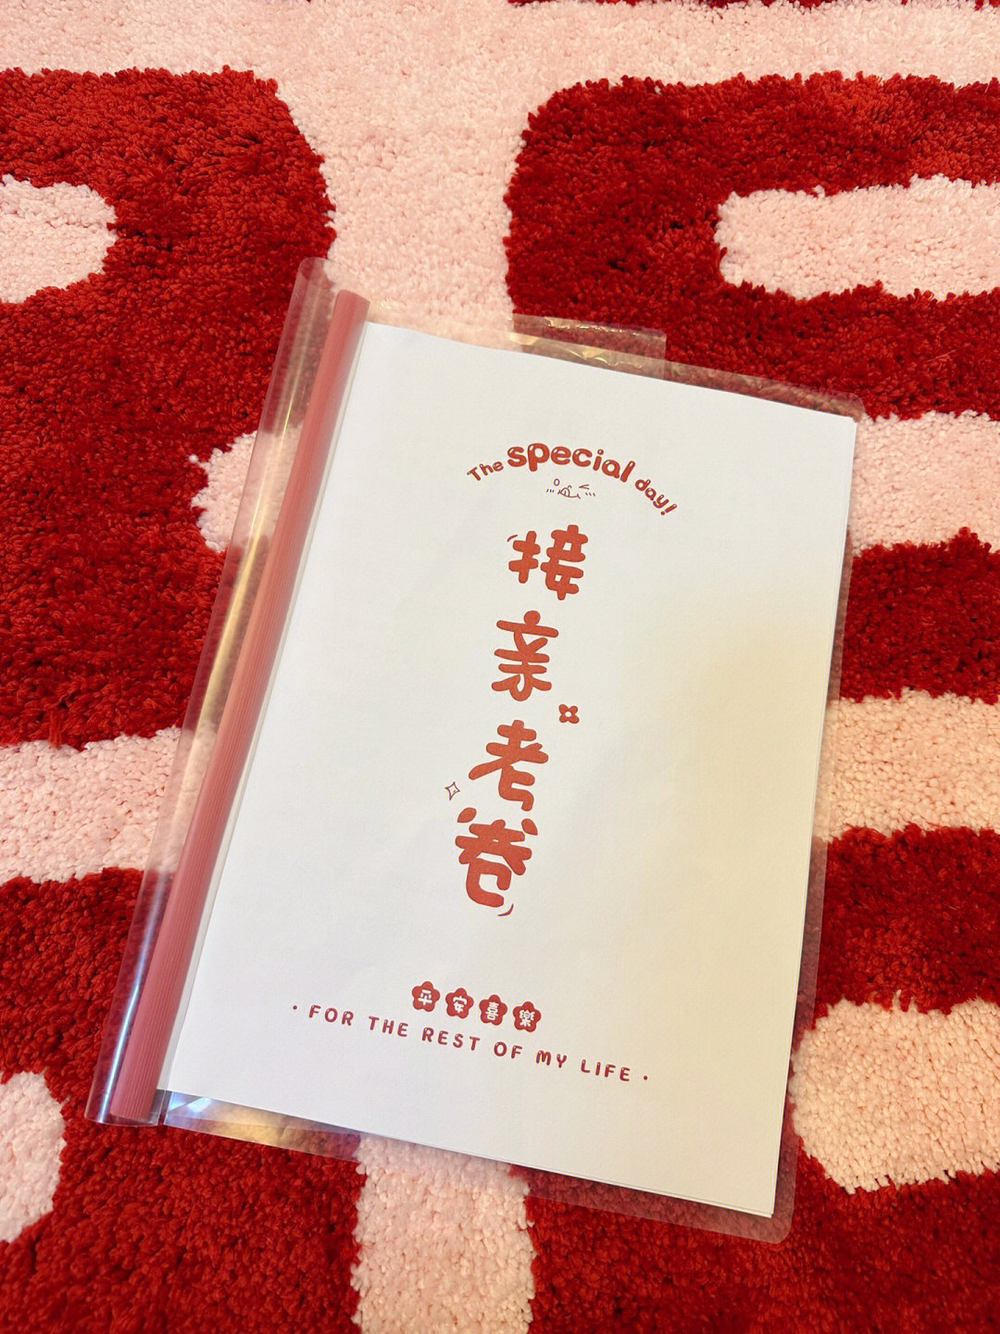 The special day!
接亲考卷
平安喜樂
· FOR THE REST OF MY LIFE ·